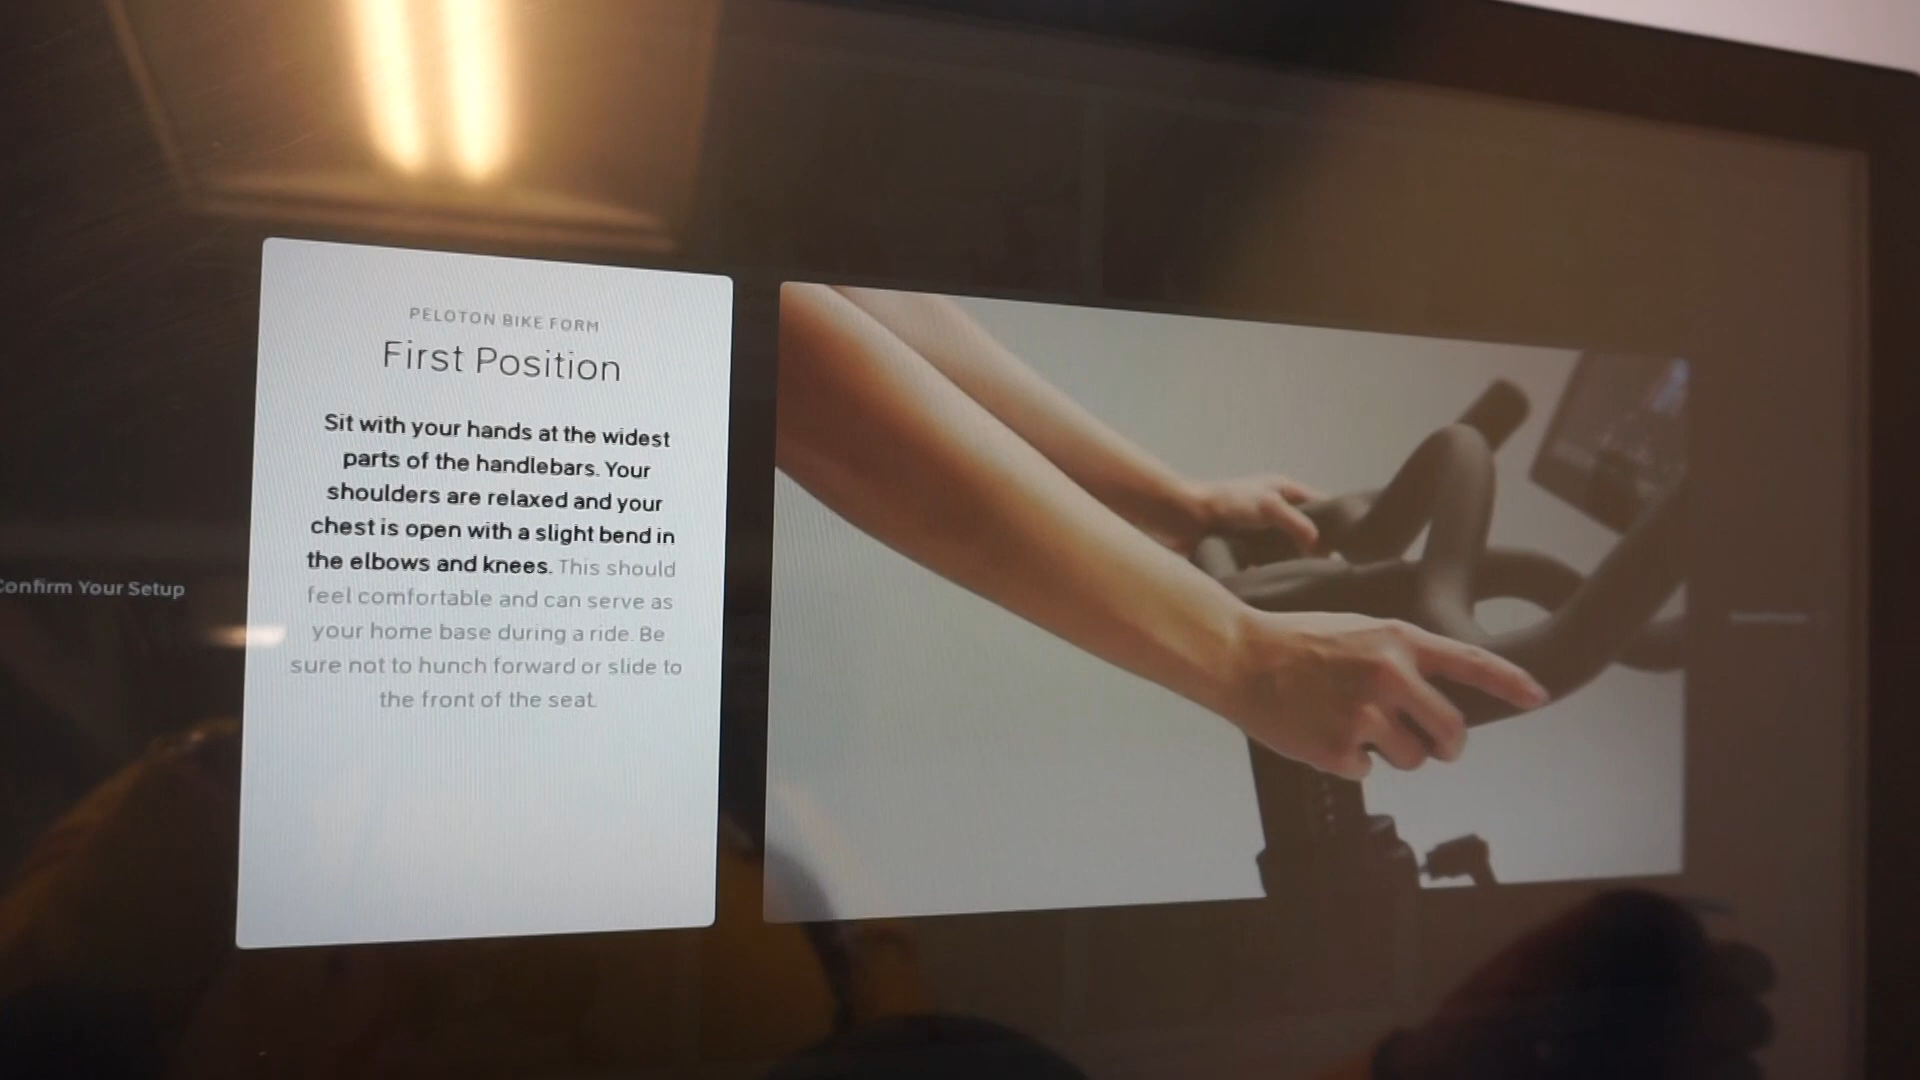 PELOTON BIKE FORM
First Position
Sit with your hands at the widest
parts of the handlebars. Your
shoulders are relaxed and your
chest is open with a slight bend in
the elbows and knees. This should
feel comfortable and can serve as
your home base during a ride. Be
sure not to hunch forward or slide to
the front of the seat.
Confirm Your Setup